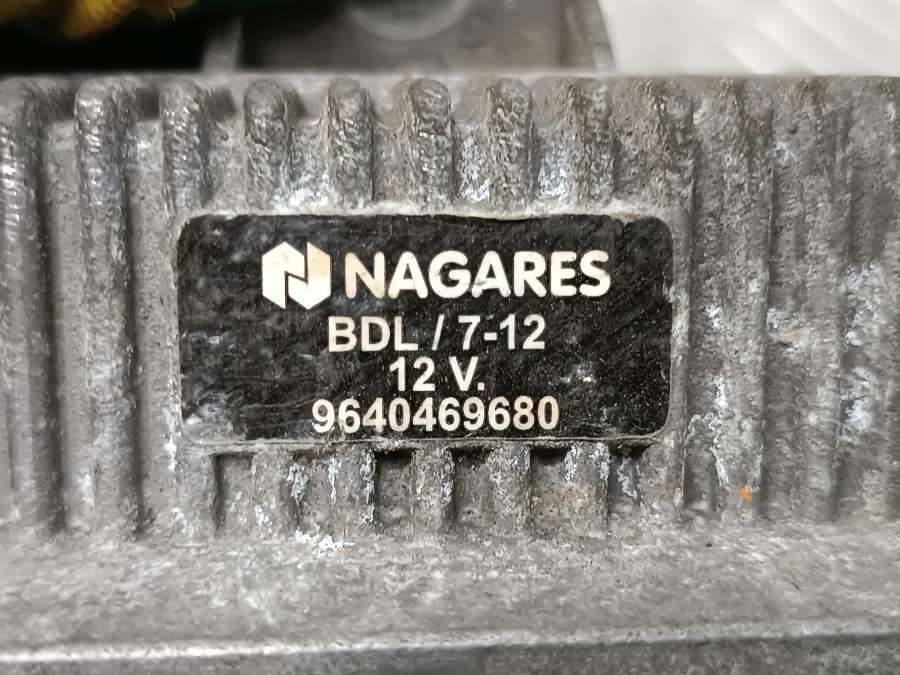 NAGARES
BDL / 7-12
12 V.
9640469680